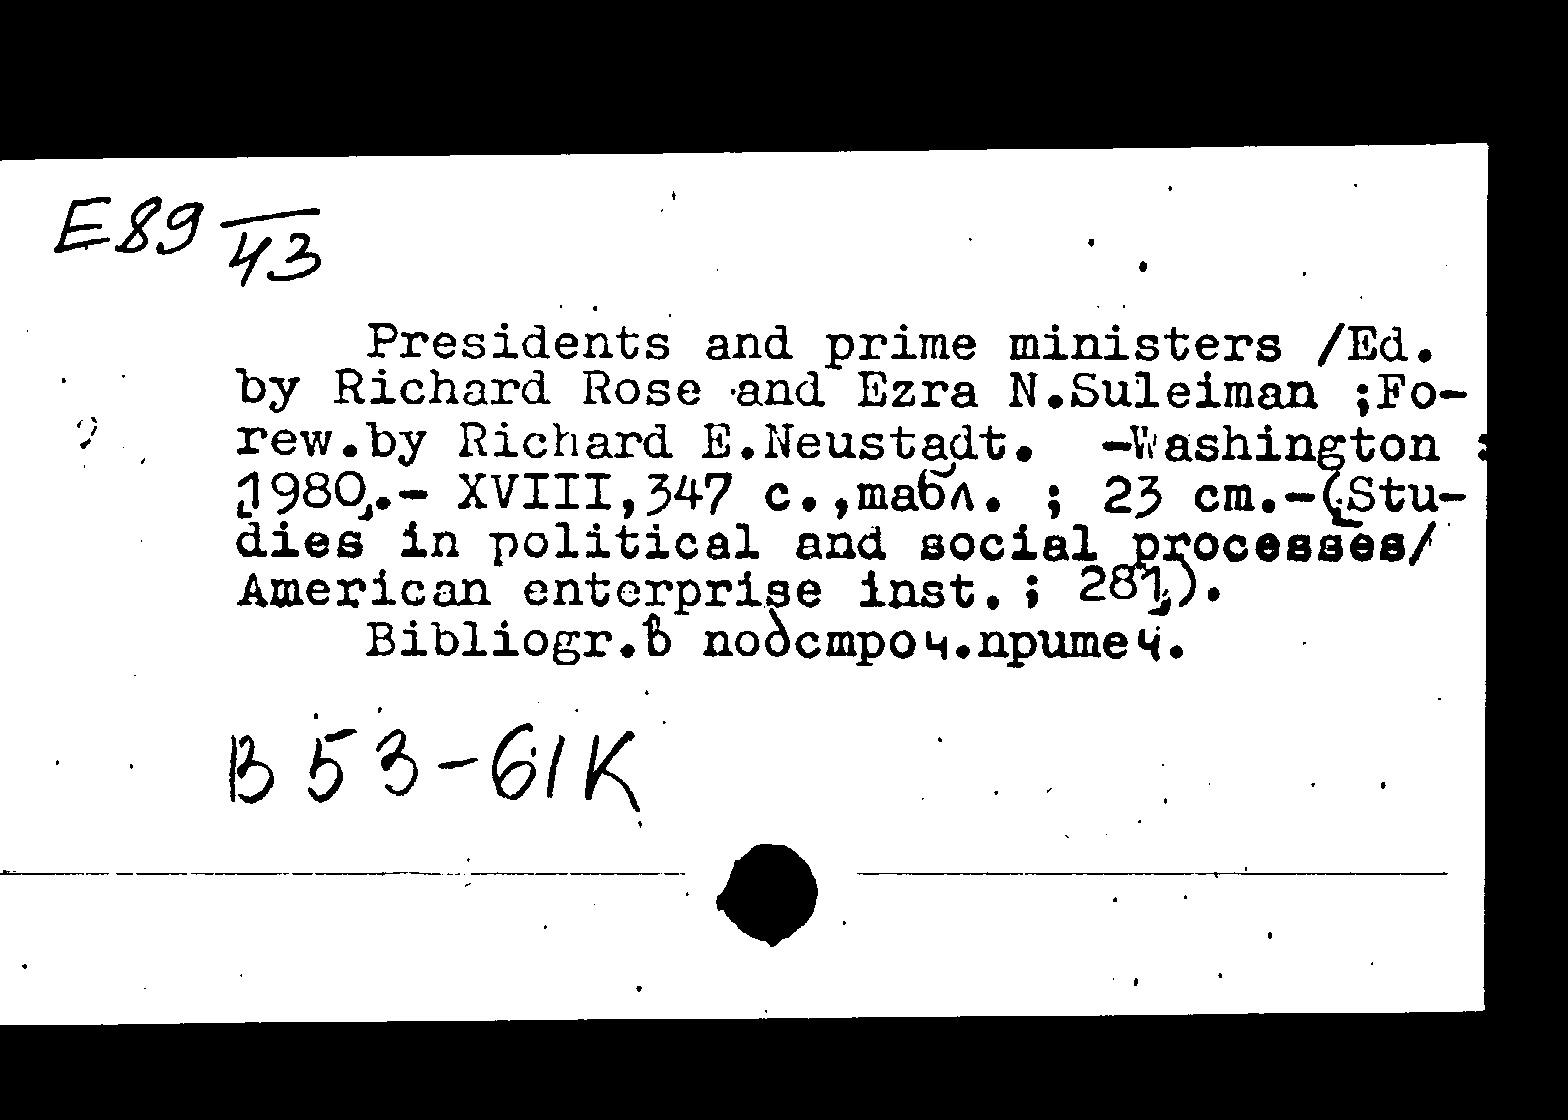 E89 43
Presidents and prime ministers /Ed.
by Richard Rose and Ezra N.Suleiman ;Fo-
rew.by Richard E.Neustadt. -Washington :
1980.- XVIII,347 с.,табл. ; 23 cm.-(Stu-
dies in political and social processes/
American enterprise inst.; 281).
Bibliogr.в подстроч.примеч.
B 53-61K